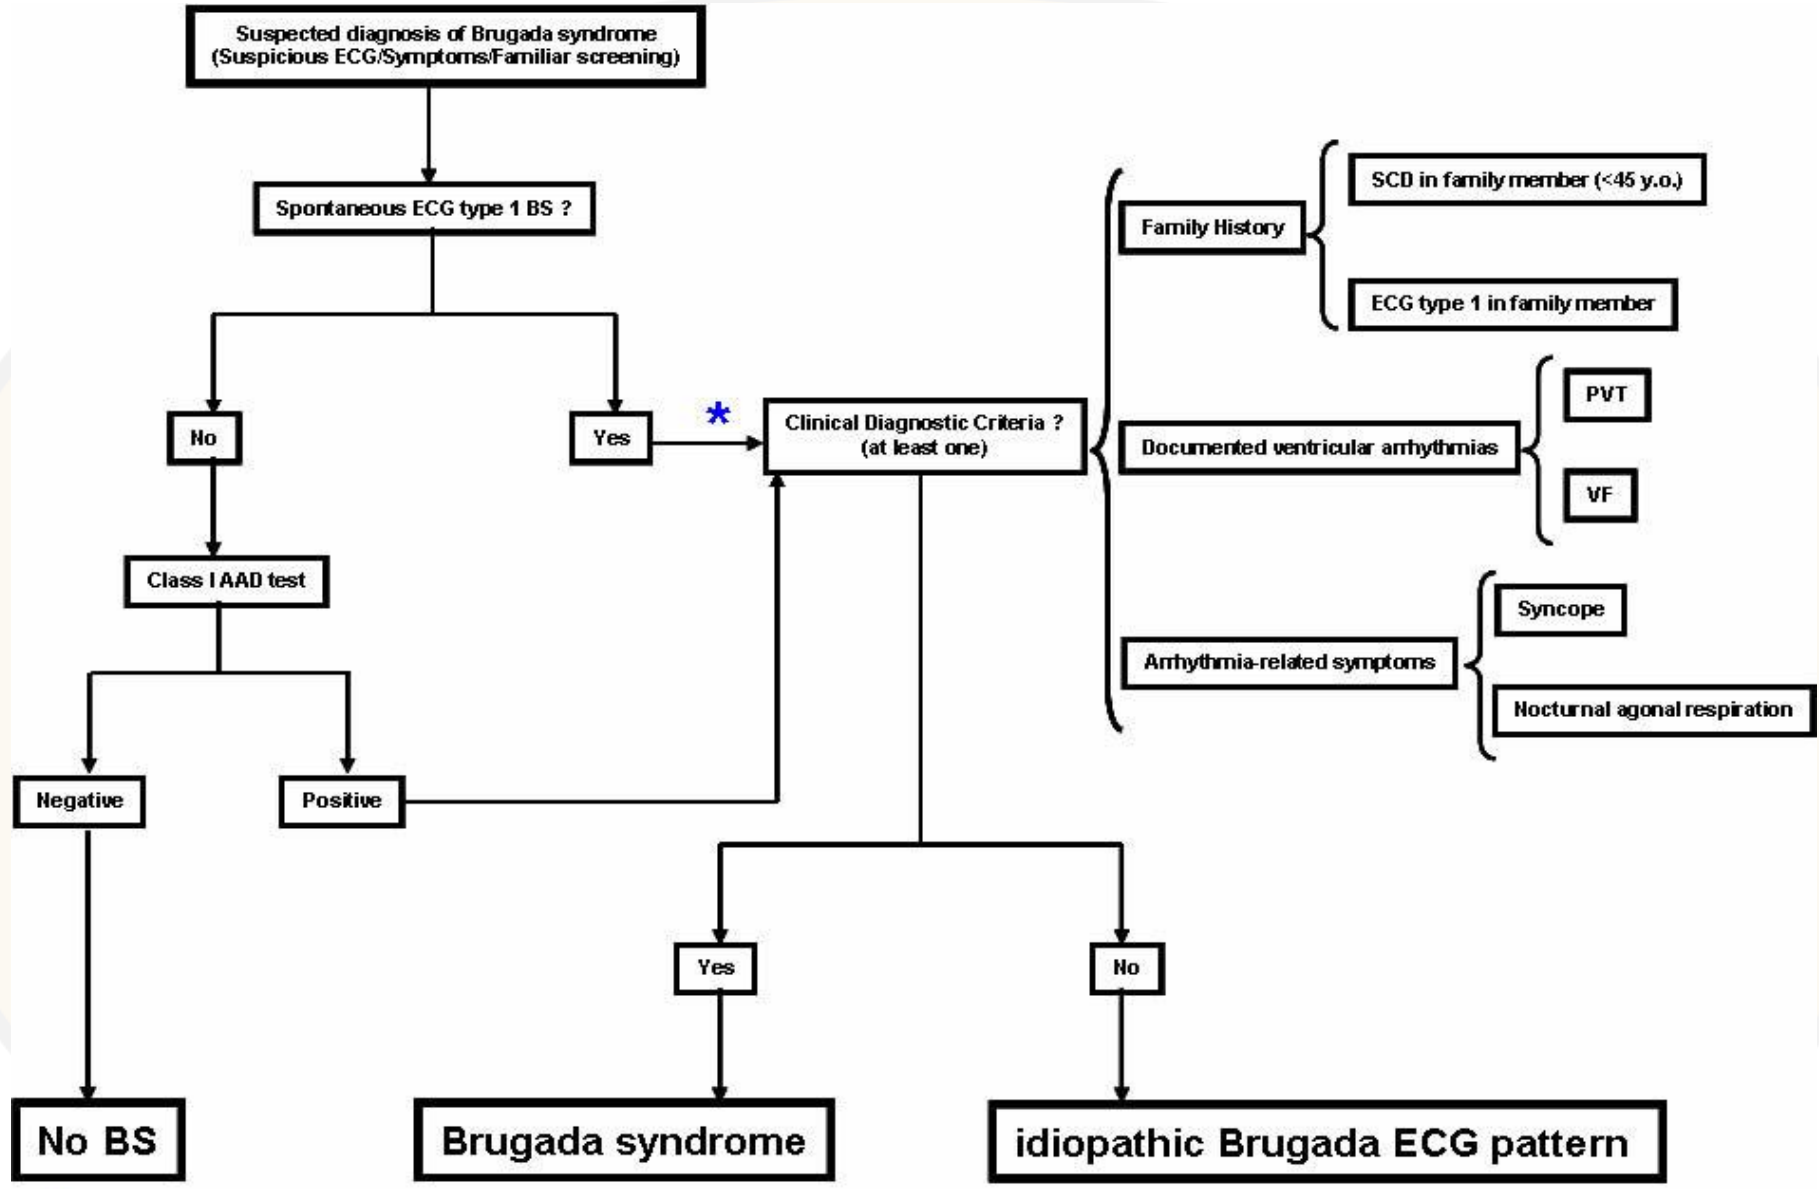 Suspected diagnosis of Brugada syndrome
(Suspicious ECG/Symptoms/Familiar screening)
Spontaneous ECG type 1 BS ?
No
Yes
*
Clinical Diagnostic Criteria ?
(at least one)
Family History
SCD in family member (<45 y.o.)
ECG type 1 in family member
Documented ventricular arrhythmias
PVT
VF
Arrhythmia-related symptoms
Syncope
Nocturnal agonal respiration
Class I AAD test
Negative
Positive
Yes
No
No BS
Brugada syndrome
idiopathic Brugada ECG pattern